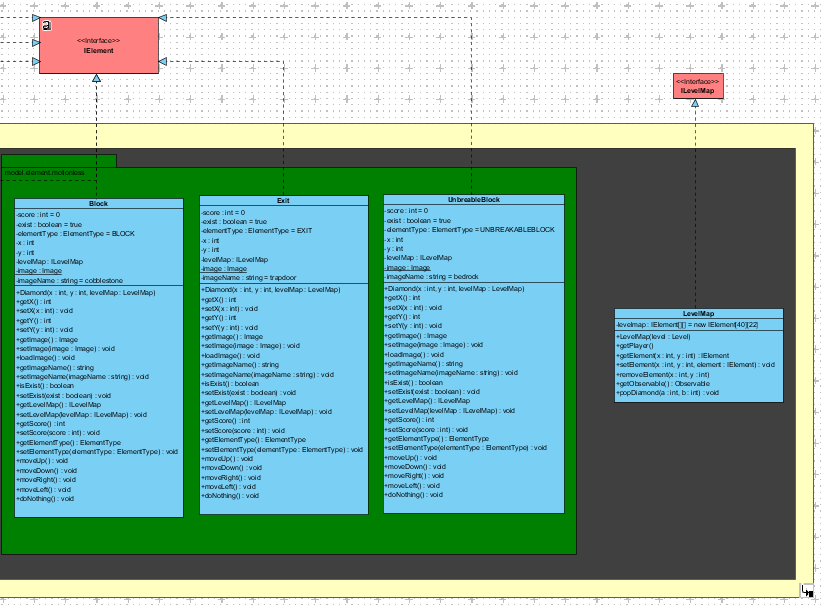 a
<<Interface>>
IElement
<<Interface>>
ILevelMap
model.element.motionless
Block
-score : int = 0
-exist : boolean = true
-elementType : ElementType = BLOCK
-x : int
-y : int
-levelMap : ILevelMap
-image : Image
-imageName : string = cobblestone
+Diamond(x : int, y : int, levelMap : LevelMap)
+getX() : int
+setX(x : int) : void
+getY() : int
+setY(y : int) : void
+getImage() : Image
+setImage(image : Image) : void
+loadImage() : void
+getImageName() : string
+setImageName(imageName : string) : void
+isExist() : boolean
+setExist(exist : boolean) : void
+getLevelMap() : ILevelMap
+setLevelMap(levelMap : ILevelMap) : void
+getScore() : int
+setScore(score : int) : void
+getElementType() : ElementType
+setElementType(elementType : ElementType) : void
+moveUp() : void
+moveDown() : void
+moveRight() : void
+moveLeft() : void
+doNothing() : void
Exit
-score : int = 0
-exist : boolean = true
-elementType : ElementType = EXIT
-x : int
-y : int
-levelMap : ILevelMap
-image : Image
-imageName : string = trapdoor
+Diamond(x : int, y : int, levelMap : LevelMap)
+getX() : int
+setX(x : int) : void
+getY() : int
+setY(y : int) : void
+getImage() : Image
+setImage(image : Image) : void
+loadImage() : void
+getImageName() : string
+setImageName(imageName : string) : void
+isExist() : boolean
+setExist(exist : boolean) : void
+getLevelMap() : ILevelMap
+setLevelMap(levelMap : ILevelMap) : void
+getScore() : int
+setScore(score : int) : void
+getElementType() : ElementType
+setElementType(elementType : ElementType) : void
+moveUp() : void
+moveDown() : void
+moveRight() : void
+moveLeft() : void
+doNothing() : void
UnbreableBlock
-score : int = 0
-exist : boolean = true
-elementType : ElementType = UNBREAKABLEBLOCK
-x : int
-y : int
-levelMap : ILevelMap
-image : Image
-imageName : string = bedrock
+Diamond(x : int, y : int, levelMap : LevelMap)
+getX() : int
+setX(x : int) : void
+getY() : int
+setY(y : int) : void
+getImage() : Image
+setImage(image : Image) : void
+loadImage() : void
+getImageName() : string
+setImageName(imageName : string) : void
+isExist() : boolean
+setExist(exist : boolean) : void
+getLevelMap() : ILevelMap
+setLevelMap(levelMap : ILevelMap) : void
+getScore() : int
+setScore(score : int) : void
+getElementType() : ElementType
+setElementType(elementType : ElementType) : void
+moveUp() : void
+moveDown() : void
+moveRight() : void
+moveLeft() : void
+doNothing() : void
LevelMap
-levelmap : IElement[][] = new IElement[40][22]
+LevelMap(level : Level)
+getPlayer()
+getElement(x : int, y : int) : IElement
+setElement(x : int, y : int, element : IElement) : void
+removeElement(x : int, y : int)
+getObservable() : Observable
+popDiamond(a : int, b : int) : void